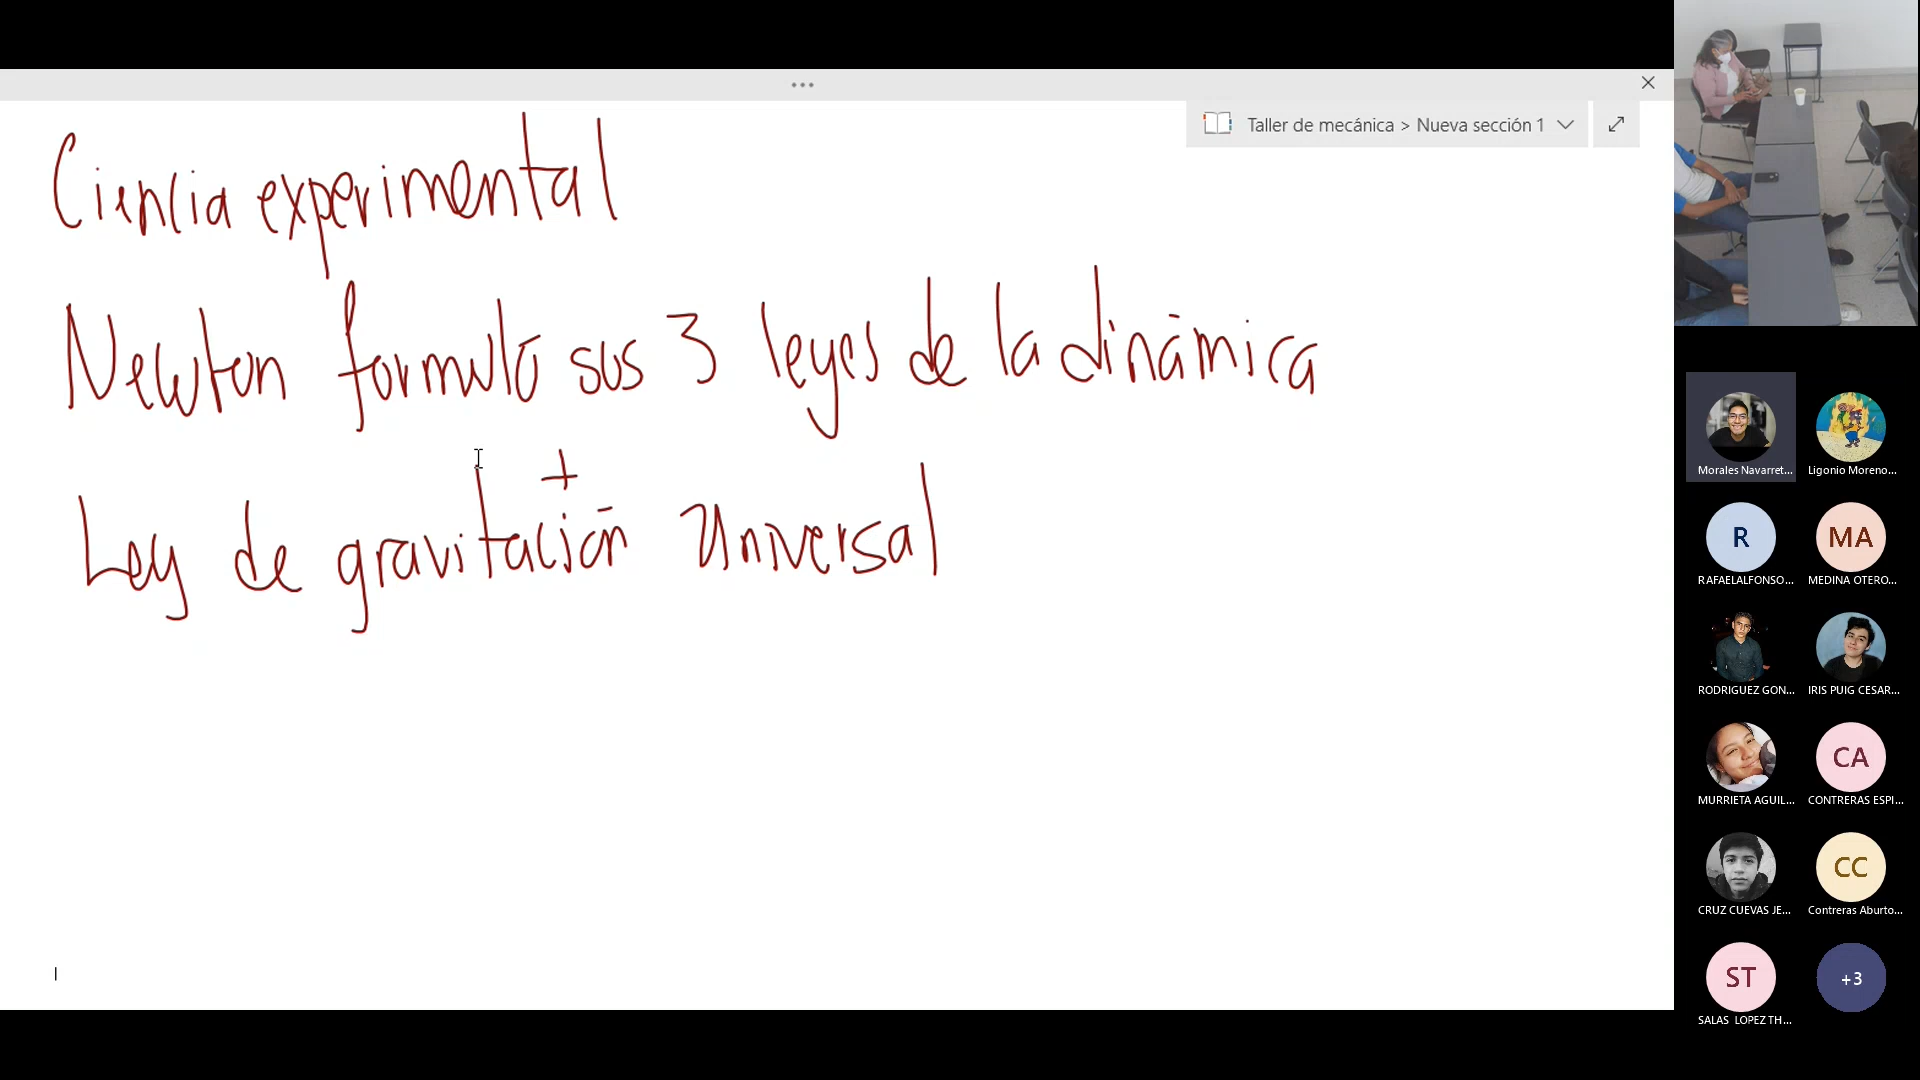 Taller de mecánica > Nueva sección 1
Ciencia experimental
Newton formuló sus 3 leyes de la dinámica
+
Ley de gravitación Universal
Morales Navarret...
Ligonio Moreno...
R
RAFAELALFONSO...
MA
MEDINA OTERO...
RODRIGUEZ GON...
IRIS PUIG CESAR...
MURRIETA AGUIL...
CA
CONTRERAS ESPI...
CRUZ CUEVAS JE...
CC
Contreras Aburto...
ST
SALAS LOPEZ TH...
+3